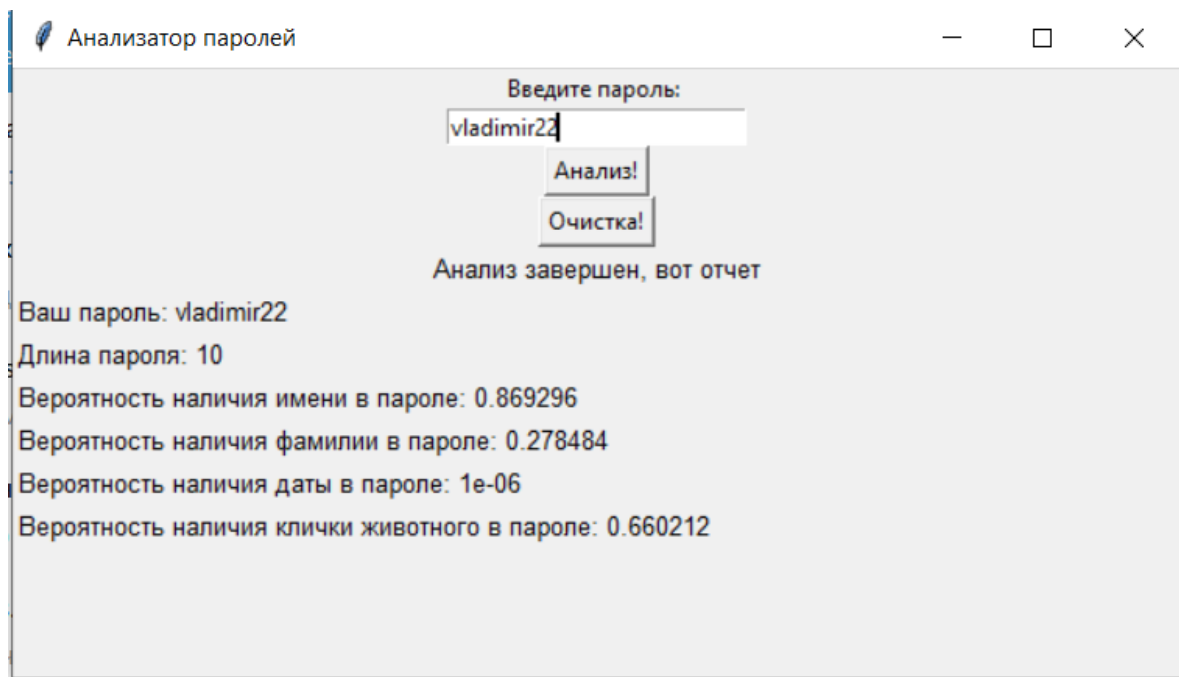 Анализатор паролей
Введите пароль:
vladimir22
Анализ!
Очистка!
Анализ завершен, вот отчет
Ваш пароль: vladimir22
Длина пароля: 10
Вероятность наличия имени в пароле: 0.869296
Вероятность наличия фамилии в пароле: 0.278484
Вероятность наличия даты в пароле: 1e-06
Вероятность наличия клички животного в пароле: 0.660212